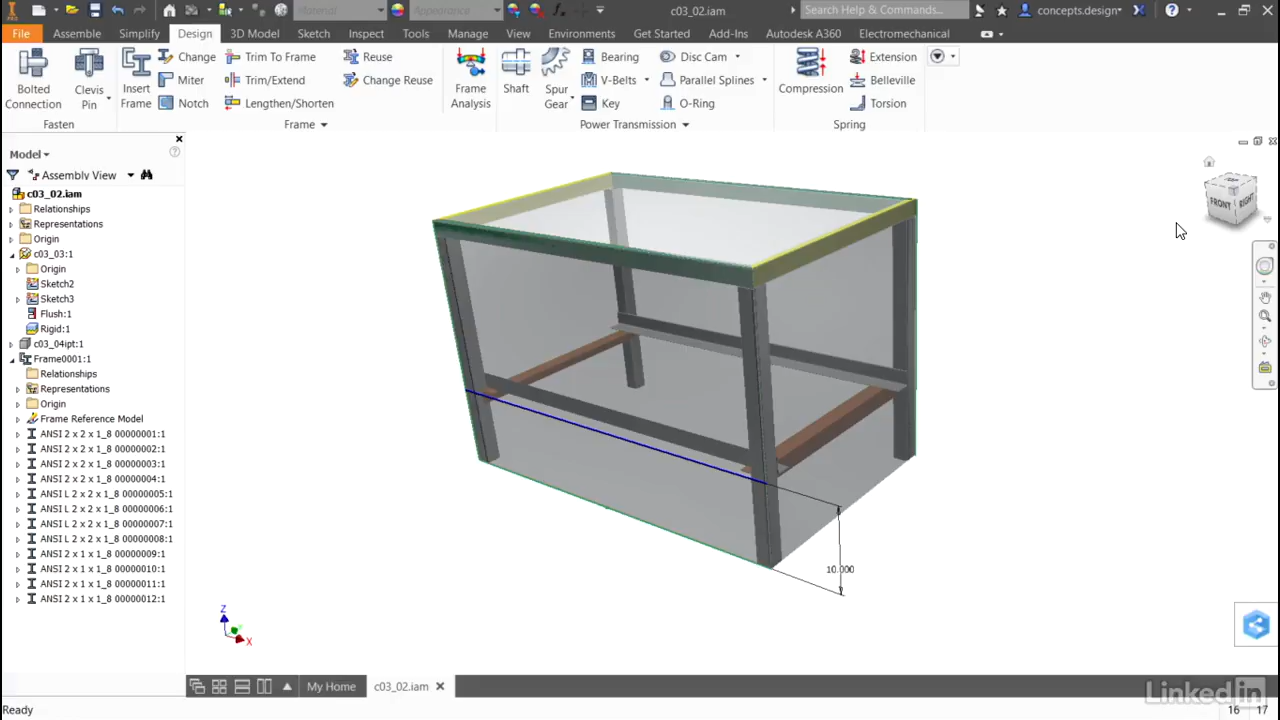 Material
Appearance
c03_02.iam
Search Help & Commands...
concepts.design
File
Assemble
Simplify
Design
3D Model
Sketch
Inspect
Tools
Manage
View
Environments
Get Started
Add-Ins
Autodesk A360
Electromechanical
Bolted
Connection
Clevis
Pin
Fasten
Insert
Frame
Change
Miter
Notch
Trim To Frame
Trim/Extend
Lengthen/Shorten
Reuse
Change Reuse
Frame
Frame
Analysis
Shaft
Spur
Gear
Bearing
V-Belts
Key
Disc Cam
Parallel Splines
O-Ring
Power Transmission
Compression
Extension
Belleville
Torsion
Spring
Model
Assembly View
c03_02.iam
Relationships
Representations
Origin
c03_03:1
Origin
Sketch2
Sketch3
Flush:1
Rigid:1
c03_04ipt:1
Frame0001:1
Relationships
Representations
Origin
Frame Reference Model
ANSI 2 x 2 x 1_8 00000001:1
ANSI 2 x 2 x 1_8 00000002:1
ANSI 2 x 2 x 1_8 00000003:1
ANSI 2 x 2 x 1_8 00000004:1
ANSI L 2 x 2 x 1_8 00000005:1
ANSI L 2 x 2 x 1_8 00000006:1
ANSI L 2 x 2 x 1_8 00000007:1
ANSI L 2 x 2 x 1_8 00000008:1
ANSI 2 x 1 x 1_8 00000009:1
ANSI 2 x 1 x 1_8 00000010:1
ANSI 2 x 1 x 1_8 00000011:1
ANSI 2 x 1 x 1_8 00000012:1
FRONT
RIGHT
10.000
Z
X
My Home
c03_02.iam
LinkedIn
Ready
16
17